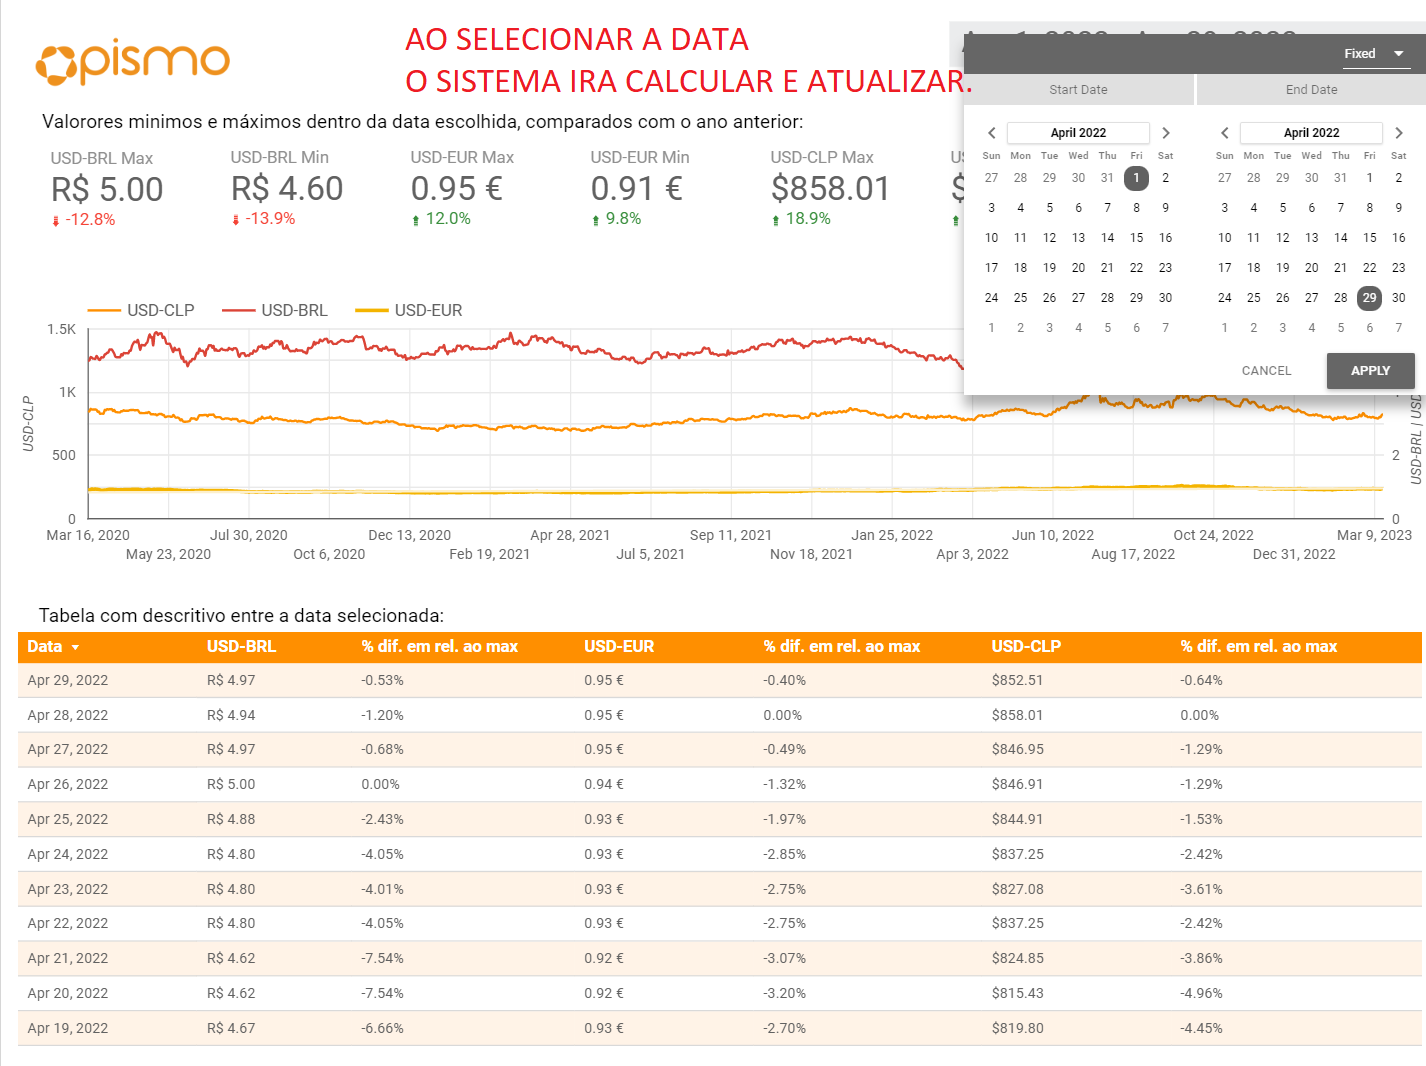 pismo
AO SELECIONAR A DATA
O SISTEMA IRA CALCULAR E ATUALIZAR.
Fixed
Start Date End Date
Valorores minimos e máximos dentro da data escolhida, comparados com o ano anterior:
USD-BRL Max USD-BRL Min USD-EUR Max USD-EUR Min USD-CLP Max
R$ 5.00 R$ 4.60 0.95 € 0.91 € $858.01 $
-12.8% -13.9% 12.0% 9.8% 18.9%
April 2022 April 2022
Sun Mon Tue Wed Thu Fri Sat Sun Mon Tue Wed Thu Fri Sat
27 28 29 30 31 1 2 27 28 29 30 31 1 2
3 4 5 6 7 8 9 3 4 5 6 7 8 9
10 11 12 13 14 15 16 10 11 12 13 14 15 16
17 18 19 20 21 22 23 17 18 19 20 21 22 23
24 25 26 27 28 29 30 24 25 26 27 28 29 30
1 2 3 4 5 6 7 1 2 3 4 5 6 7
CANCEL APPLY
USD-CLP USD-BRL USD-EUR
1.5K
1K
500 2
0 0
USD-CLP
USD-BRL | USD
Mar 16, 2020 Jul 30, 2020 Dec 13, 2020 Apr 28, 2021 Sep 11, 2021 Jan 25, 2022 Jun 10, 2022 Oct 24, 2022 Mar 9, 2023
May 23, 2020 Oct 6, 2020 Feb 19, 2021 Jul 5, 2021 Nov 18, 2021 Apr 3, 2022 Aug 17, 2022 Dec 31, 2022
Tabela com descritivo entre a data selecionada:
Data USD-BRL % dif. em rel. ao max USD-EUR % dif. em rel. ao max USD-CLP % dif. em rel. ao max
Apr 29, 2022 R$ 4.97 -0.53% 0.95 € -0.40% $852.51 -0.64%
Apr 28, 2022 R$ 4.94 -1.20% 0.95 € 0.00% $858.01 0.00%
Apr 27, 2022 R$ 4.97 -0.68% 0.95 € -0.49% $846.95 -1.29%
Apr 26, 2022 R$ 5.00 0.00% 0.94 € -1.32% $846.91 -1.29%
Apr 25, 2022 R$ 4.88 -2.43% 0.93 € -1.97% $844.91 -1.53%
Apr 24, 2022 R$ 4.80 -4.05% 0.93 € -2.85% $837.25 -2.42%
Apr 23, 2022 R$ 4.80 -4.01% 0.93 € -2.75% $827.08 -3.61%
Apr 22, 2022 R$ 4.80 -4.05% 0.93 € -2.75% $837.25 -2.42%
Apr 21, 2022 R$ 4.62 -7.54% 0.92 € -3.07% $824.85 -3.86%
Apr 20, 2022 R$ 4.62 -7.54% 0.92 € -3.20% $815.43 -4.96%
Apr 19, 2022 R$ 4.67 -6.66% 0.93 € -2.70% $819.80 -4.45%